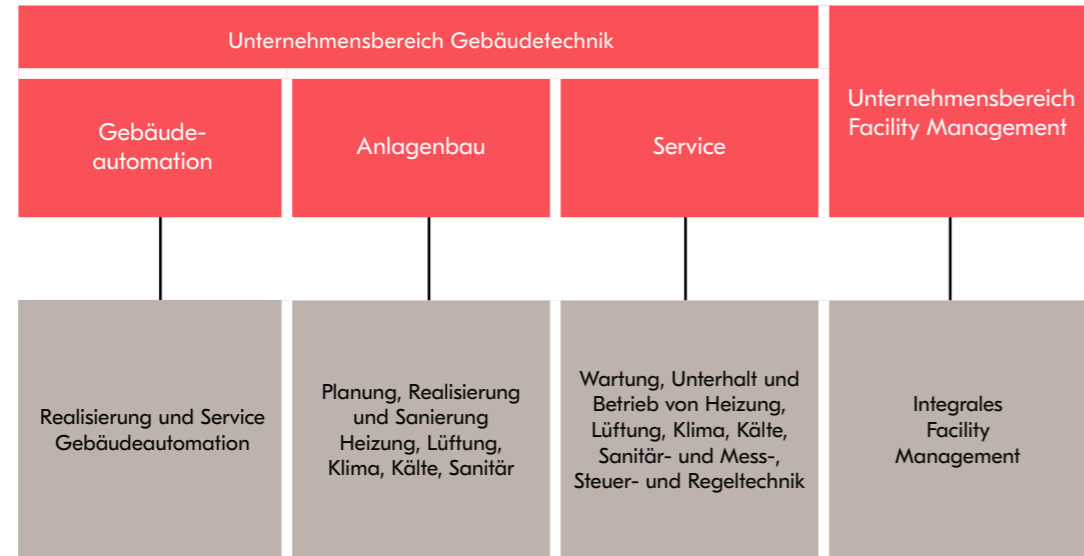 Unternehmensbereich Gebäudetechnik
Unternehmensbereich
Facility Management
Gebäude-
automation
Anlagenbau
Service
Realisierung und Service
Gebäudeautomation
Planung, Realisierung
und Sanierung
Heizung, Lüftung,
Klima, Kälte, Sanitär
Wartung, Unterhalt und
Betrieb von Heizung,
Lüftung, Klima, Kälte,
Sanitär- und Mess-,
Steuer- und Regeltechnik
Integrales
Facility
Management